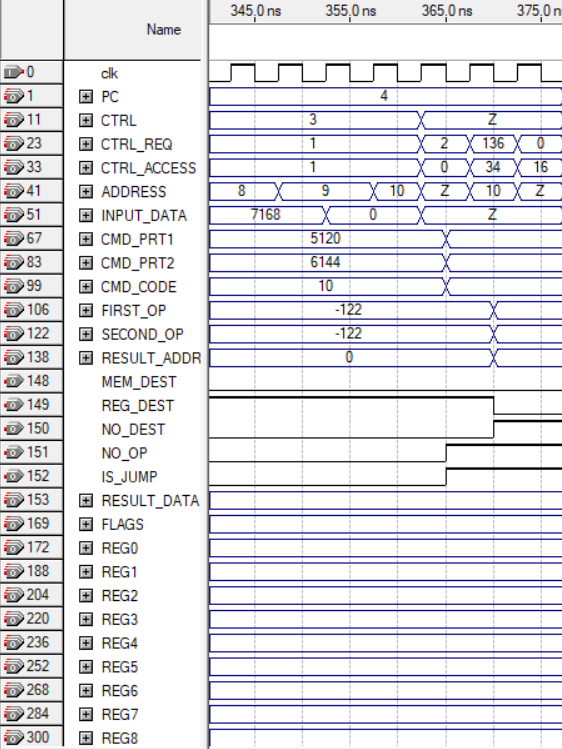 345.0 ns 355.0 ns 365.0 ns 375.0 n
Name
0 clk
1 PC 4
11 CTRL 3 Z
23 CTRL_REQ 1 2 136 0
33 CTRL_ACCESS 1 0 34 16
41 ADDRESS 8 9 10 Z 10 Z
51 INPUT_DATA 7168 0 Z
67 CMD_PRT1 5120
83 CMD_PRT2 6144
99 CMD_CODE 10
106 FIRST_OP -122
122 SECOND_OP -122
138 RESULT_ADDR 0
148 MEM_DEST
149 REG_DEST
150 NO_DEST
151 NO_OP
152 IS_JUMP
153 RESULT_DATA
169 FLAGS
172 REG0
188 REG1
204 REG2
220 REG3
236 REG4
252 REG5
268 REG6
284 REG7
300 REG8